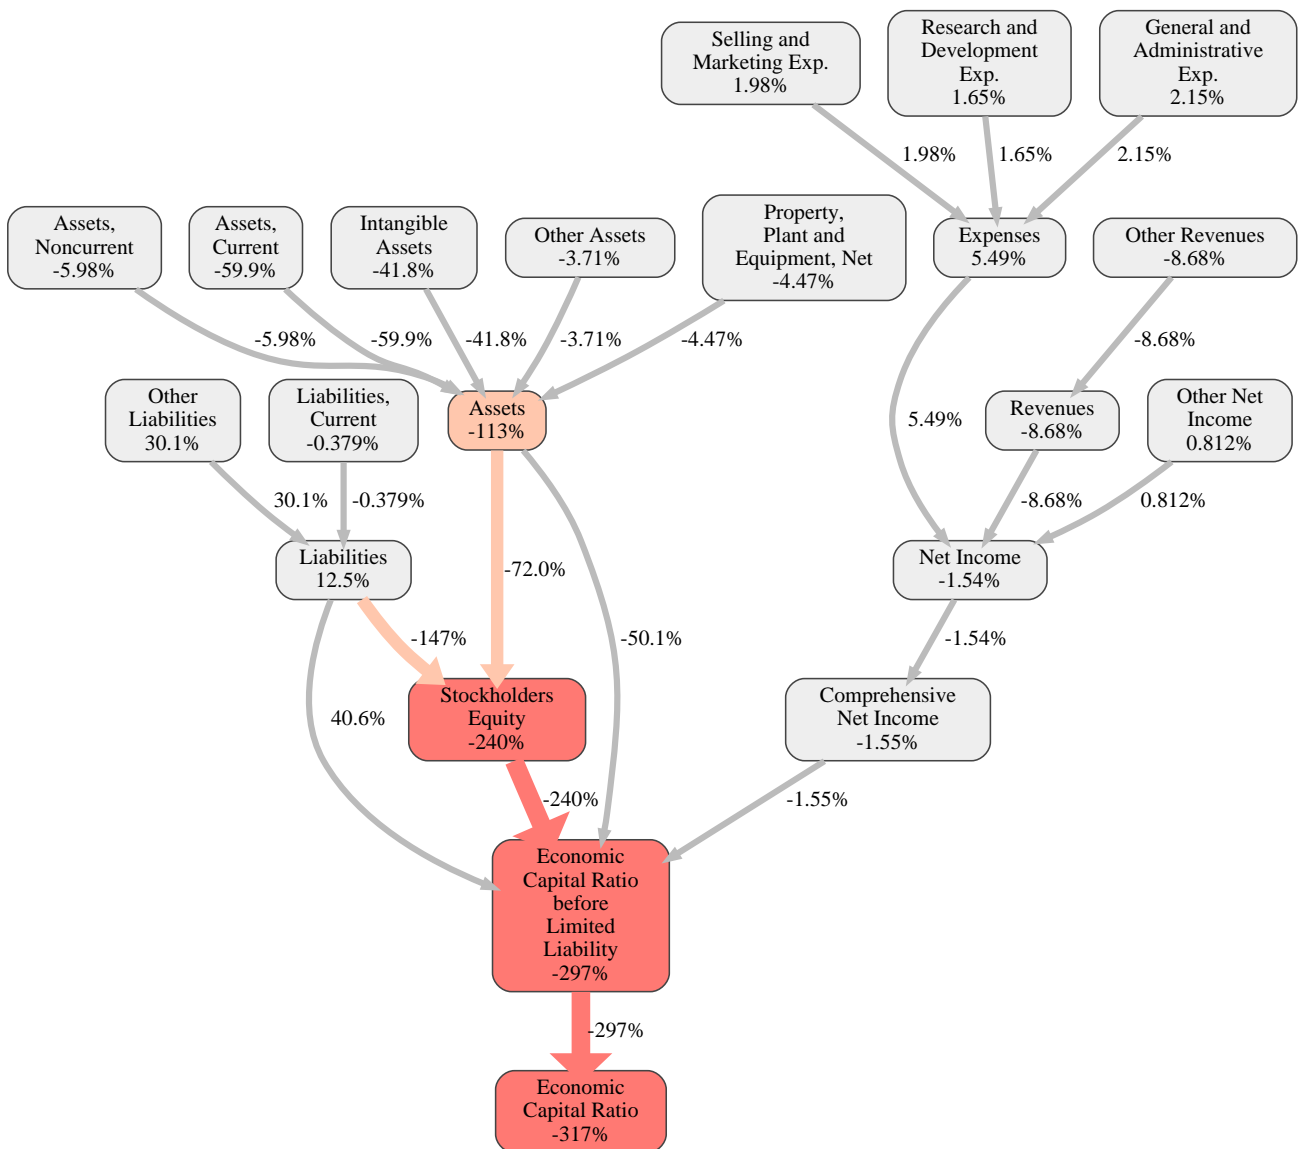 Selling and
Marketing Exp.
1.98%
Research and
Development
Exp.
1.65%
General and
Administrative
Exp.
2.15%
1.98%
1.65%
2.15%
Assets,
Noncurrent
-5.98%
Assets,
Current
-59.9%
Intangible
Assets
-41.8%
Other Assets
-3.71%
Property,
Plant and
Equipment, Net
-4.47%
Expenses
5.49%
Other Revenues
-8.68%
-5.98%
-59.9%
-41.8%
-3.71%
-4.47%
-8.68%
Other
Liabilities
30.1%
Liabilities,
Current
-0.379%
Assets
-113%
5.49%
Revenues
-8.68%
Other Net
Income
0.812%
30.1%
-0.379%
-8.68%
0.812%
Liabilities
12.5%
-72.0%
Net Income
-1.54%
-147%
-50.1%
-1.54%
40.6%
Stockholders
Equity
-240%
Comprehensive
Net Income
-1.55%
-240%
-1.55%
Economic
Capital Ratio
before
Limited
Liability
-297%
-297%
Economic
Capital Ratio
-317%